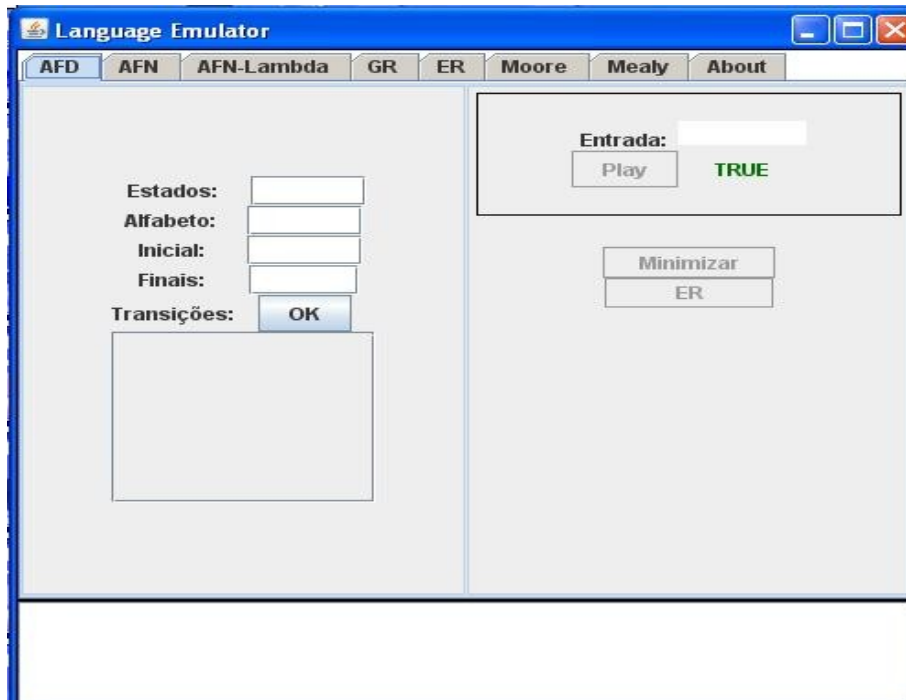 Language Emulator
AFD AFN AFN-Lambda GR ER Moore Mealy About
Estados:
Alfabeto:
Inicial:
Finais:
Transições: OK
Entrada:
Play TRUE
Minimizar
ER